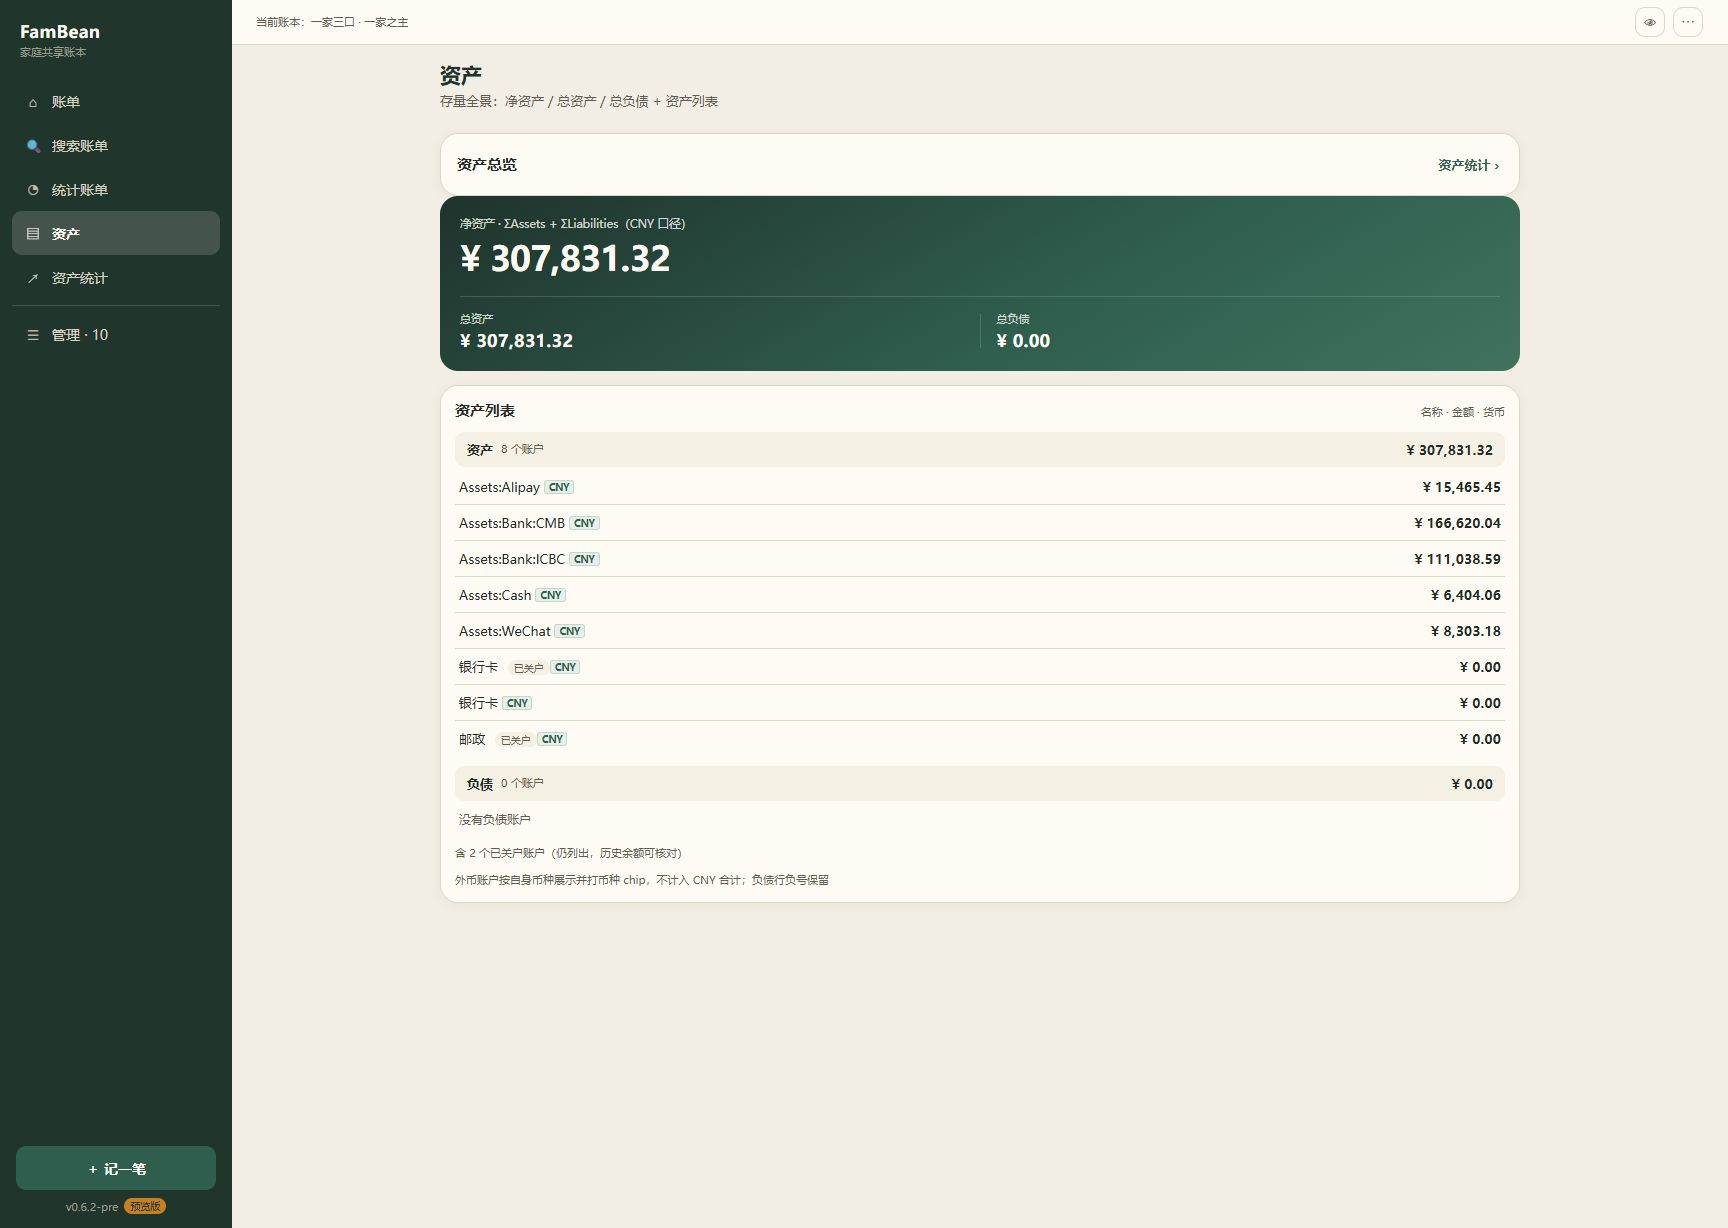 FamBean
家庭共享账本
账单
搜索账单
统计账单
资产
资产统计
管理 · 10
+ 记一笔
v0.6.2-pre 预览版
当前账本：一家三口 · 一家之主
资产
存量全景：净资产 / 总资产 / 总负债 + 资产列表
资产总览 资产统计 ›
净资产 · ΣAssets + ΣLiabilities（CNY 口径）
¥ 307,831.32
总资产 总负债
¥ 307,831.32 ¥ 0.00
资产列表 名称 · 金额 · 货币
资产 8 个账户 ¥ 307,831.32
Assets:Alipay CNY ¥ 15,465.45
Assets:Bank:CMB CNY ¥ 166,620.04
Assets:Bank:ICBC CNY ¥ 111,038.59
Assets:Cash CNY ¥ 6,404.06
Assets:WeChat CNY ¥ 8,303.18
银行卡 已关户 CNY ¥ 0.00
银行卡 CNY ¥ 0.00
邮政 已关户 CNY ¥ 0.00
负债 0 个账户 ¥ 0.00
没有负债账户
含 2 个已关户账户（仍列出，历史余额可核对）
外币账户按自身币种展示并打币种 chip，不计入 CNY 合计；负债行负号保留